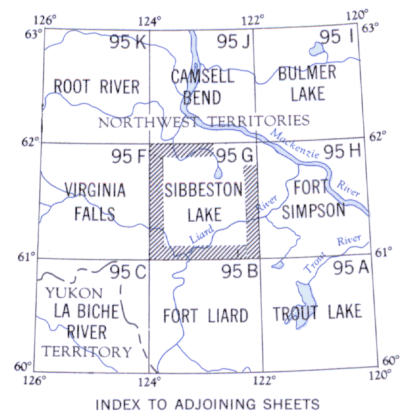 126° 124° 122° 120°
63° 95 K 95 J 95 I 63°
ROOT RIVER CAMSELL BEND BULMER LAKE
NORTHWEST TERRITORIES
Mackenzie River
62° 95 F 95 G 95 H 62°
VIRGINIA FALLS SIBBESTON LAKE FORT SIMPSON
Liard River
Trout River
61° 95 C 95 B 95 A 61°
YUKON
LA BICHE RIVER FORT LIARD TROUT LAKE
TERRITORY
60° 60°
126° 124° 122° 120°
INDEX TO ADJOINING SHEETS